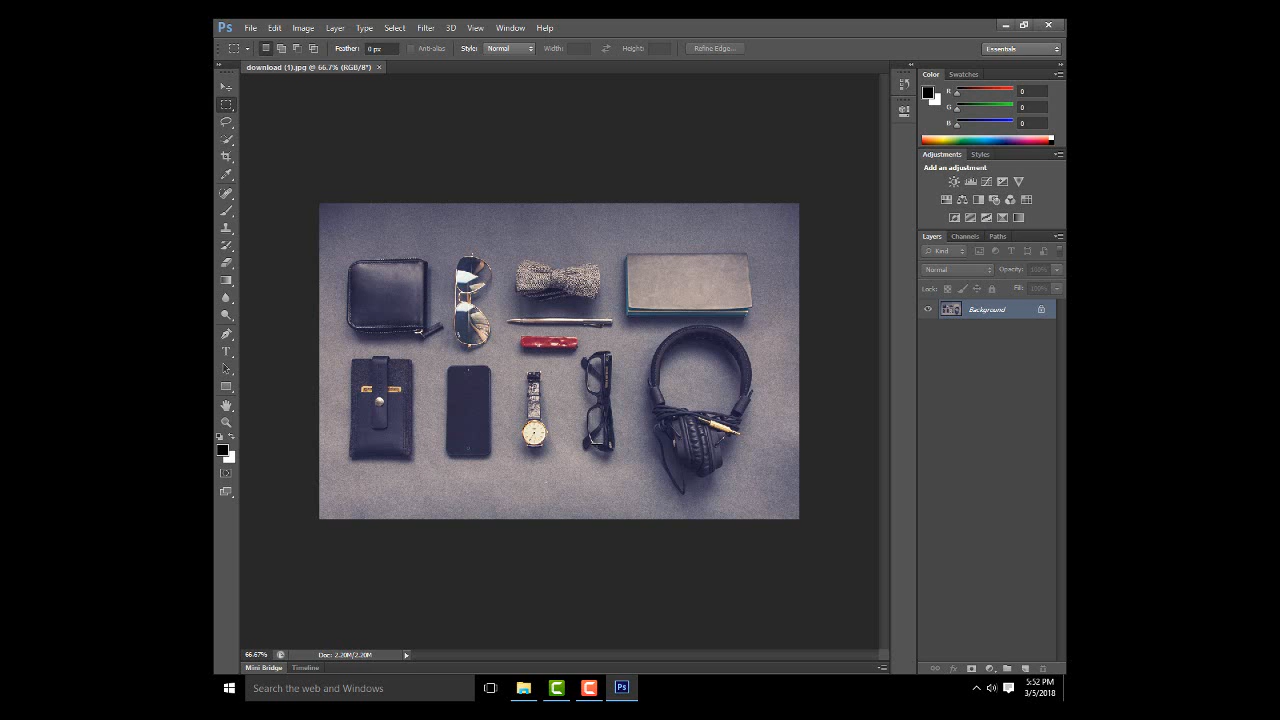 Ps File Edit Image Layer Type Select Filter 3D View Window Help
Feather: 0 px Anti-alias Style: Normal Width: Height: Refine Edge... Essentials
download (1).jpg @ 66.7% (RGB/8*) ×
Color Swatches
R 0
G 0
B 0
Adjustments Styles
Add an adjustment
Layers Channels Paths
Kind
Normal Opacity: 100%
Lock: Fill: 100%
Background
66.67% Doc: 2.20M/2.20M
Mini Bridge Timeline
Search the web and Windows
Ps
5:52 PM
3/5/2018